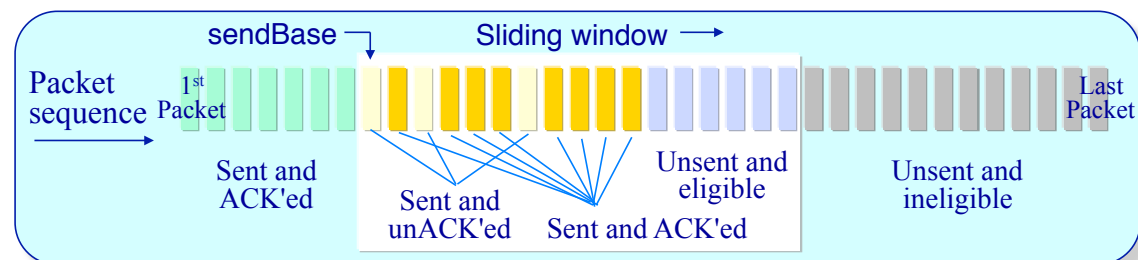 sendBase
Sliding window
Packet
sequence
1st
Packet
Last
Packet
Sent and
ACK'ed
Sent and
unACK'ed
Sent and ACK'ed
Unsent and
eligible
Unsent and
ineligible